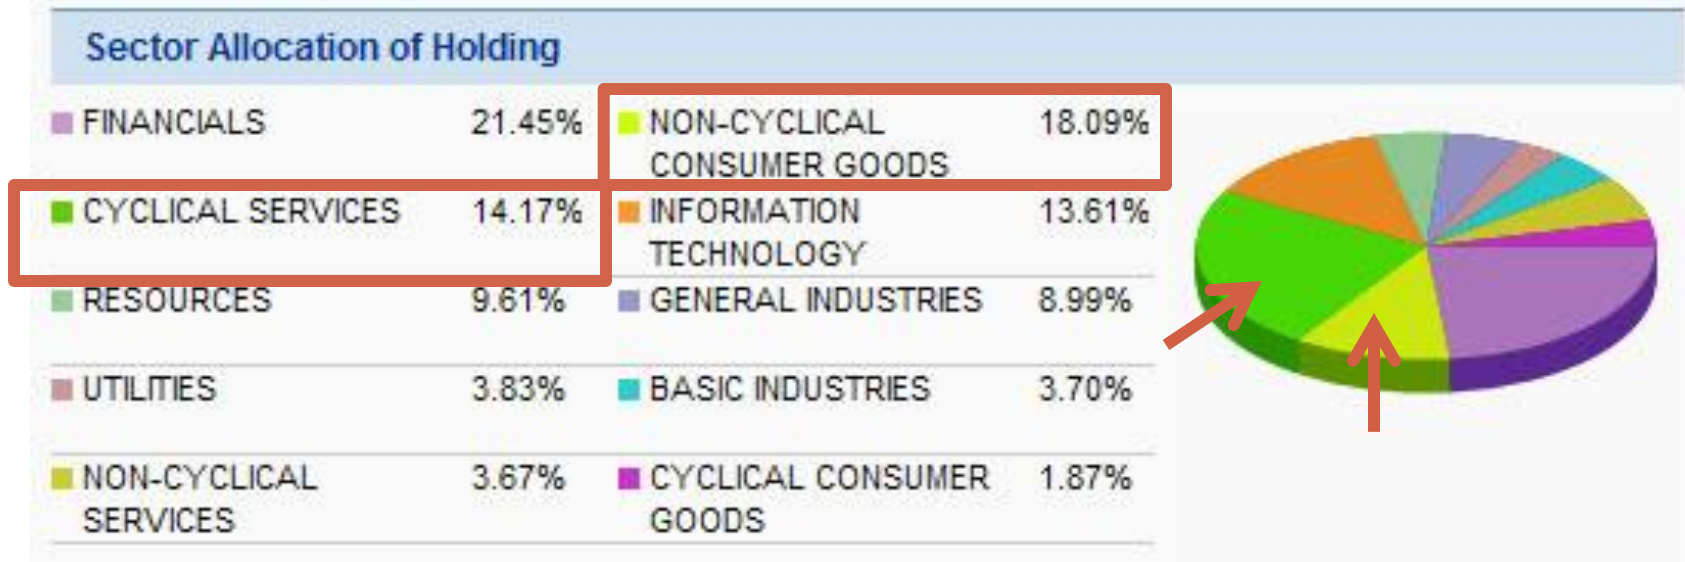 Sector Allocation of Holding
FINANCIALS 21.45% NON-CYCLICAL 18.09%
CONSUMER GOODS
CYCLICAL SERVICES 14.17% INFORMATION 13.61%
TECHNOLOGY
RESOURCES 9.61% GENERAL INDUSTRIES 8.99%
UTILITIES 3.83% BASIC INDUSTRIES 3.70%
NON-CYCLICAL 3.67% CYCLICAL CONSUMER 1.87%
SERVICES GOODS